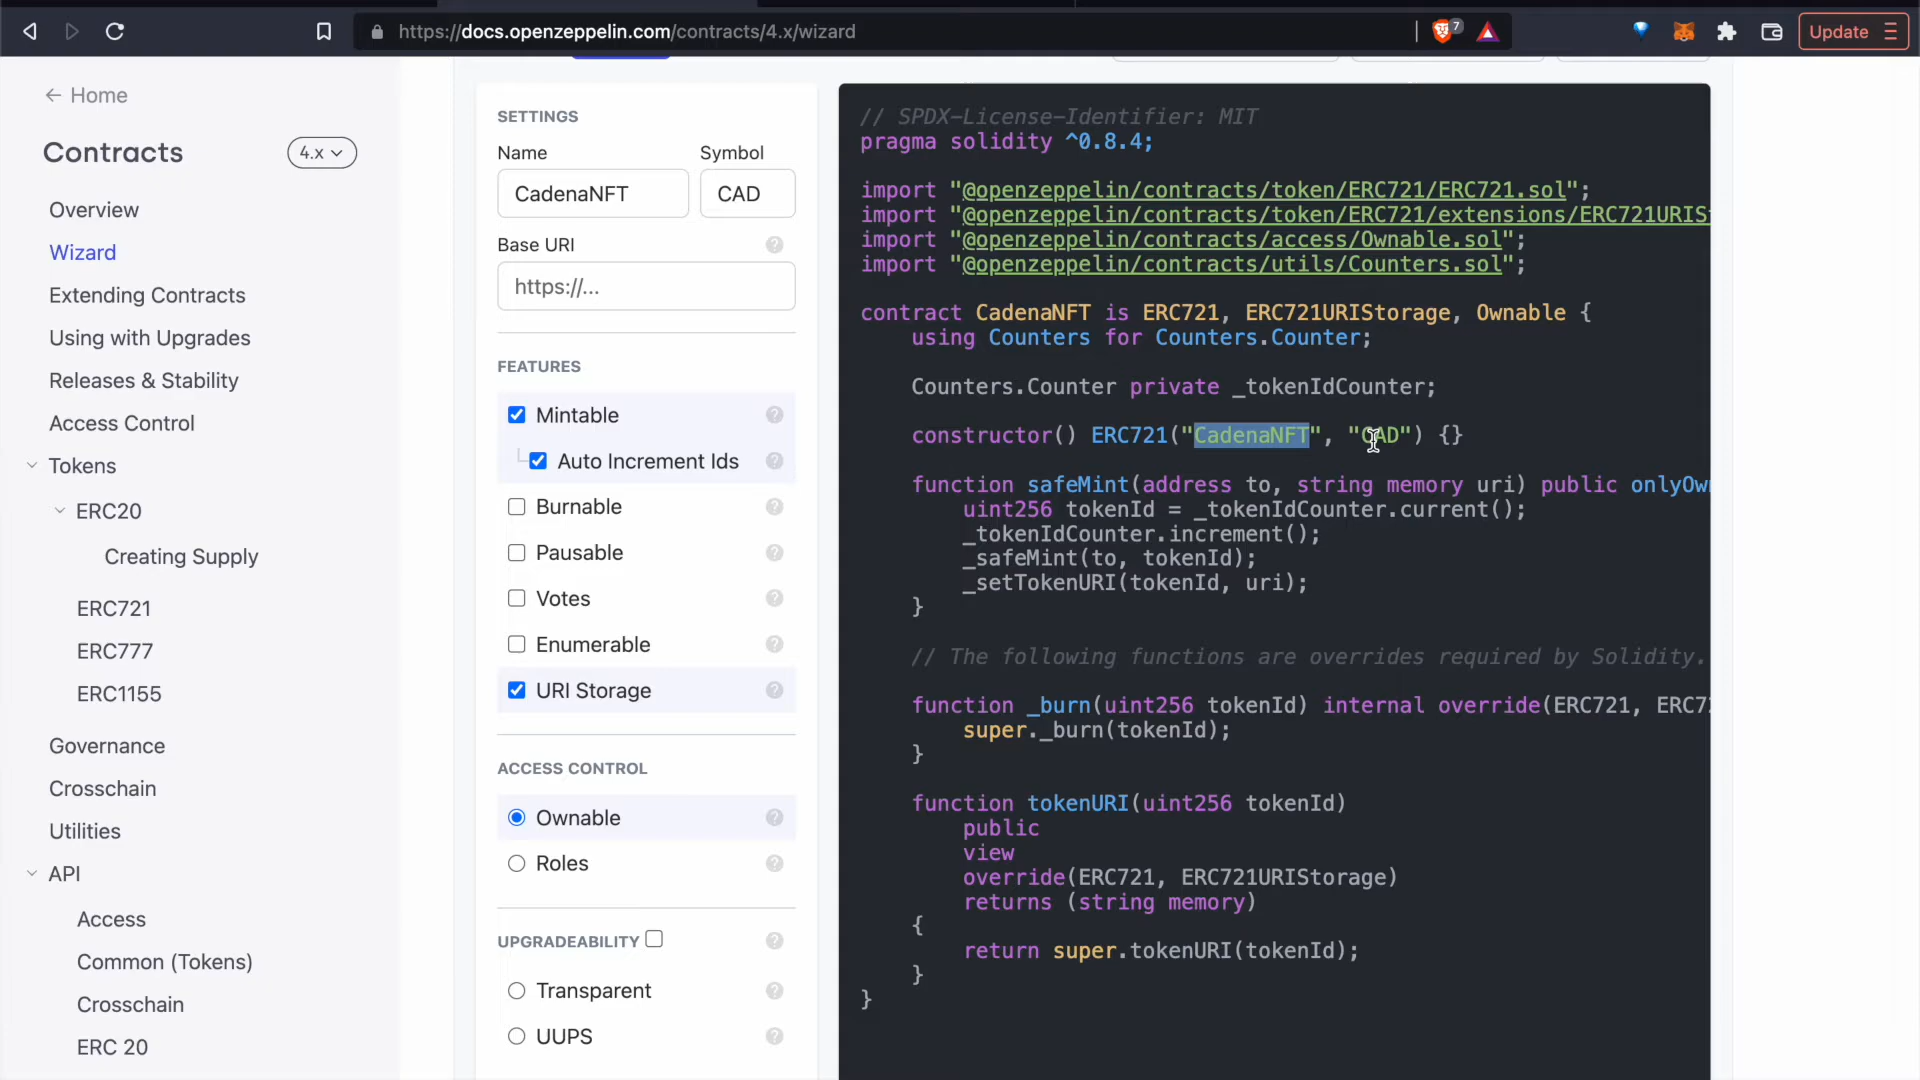 https://docs.openzeppelin.com/contracts/4.x/wizard
7
Update
← Home
Contracts
4.x
Overview
Wizard
Extending Contracts
Using with Upgrades
Releases & Stability
Access Control
Tokens
ERC20
Creating Supply
ERC721
ERC777
ERC1155
Governance
Crosschain
Utilities
API
Access
Common (Tokens)
Crosschain
ERC 20
SETTINGS
Name
Symbol
CadenaNFT
CAD
Base URI
?
https://...
FEATURES
Mintable
?
Auto Increment Ids
?
Burnable
?
Pausable
?
Votes
?
Enumerable
?
URI Storage
?
ACCESS CONTROL
Ownable
?
Roles
?
UPGRADEABILITY
?
Transparent
?
UUPS
?
// SPDX-License-Identifier: MIT
pragma solidity ^0.8.4;
import "@openzeppelin/contracts/token/ERC721/ERC721.sol";
import "@openzeppelin/contracts/token/ERC721/extensions/ERC721URIS
import "@openzeppelin/contracts/access/Ownable.sol";
import "@openzeppelin/contracts/utils/Counters.sol";
contract CadenaNFT is ERC721, ERC721URIStorage, Ownable {
using Counters for Counters.Counter;
Counters.Counter private _tokenIdCounter;
constructor() ERC721("CadenaNFT", "CAD") {}
function safeMint(address to, string memory uri) public onlyOw
uint256 tokenId = _tokenIdCounter.current();
_tokenIdCounter.increment();
_safeMint(to, tokenId);
_setTokenURI(tokenId, uri);
}
// The following functions are overrides required by Solidity.
function _burn(uint256 tokenId) internal override(ERC721, ERC7
super._burn(tokenId);
}
function tokenURI(uint256 tokenId)
public
view
override(ERC721, ERC721URIStorage)
returns (string memory)
{
return super.tokenURI(tokenId);
}
}